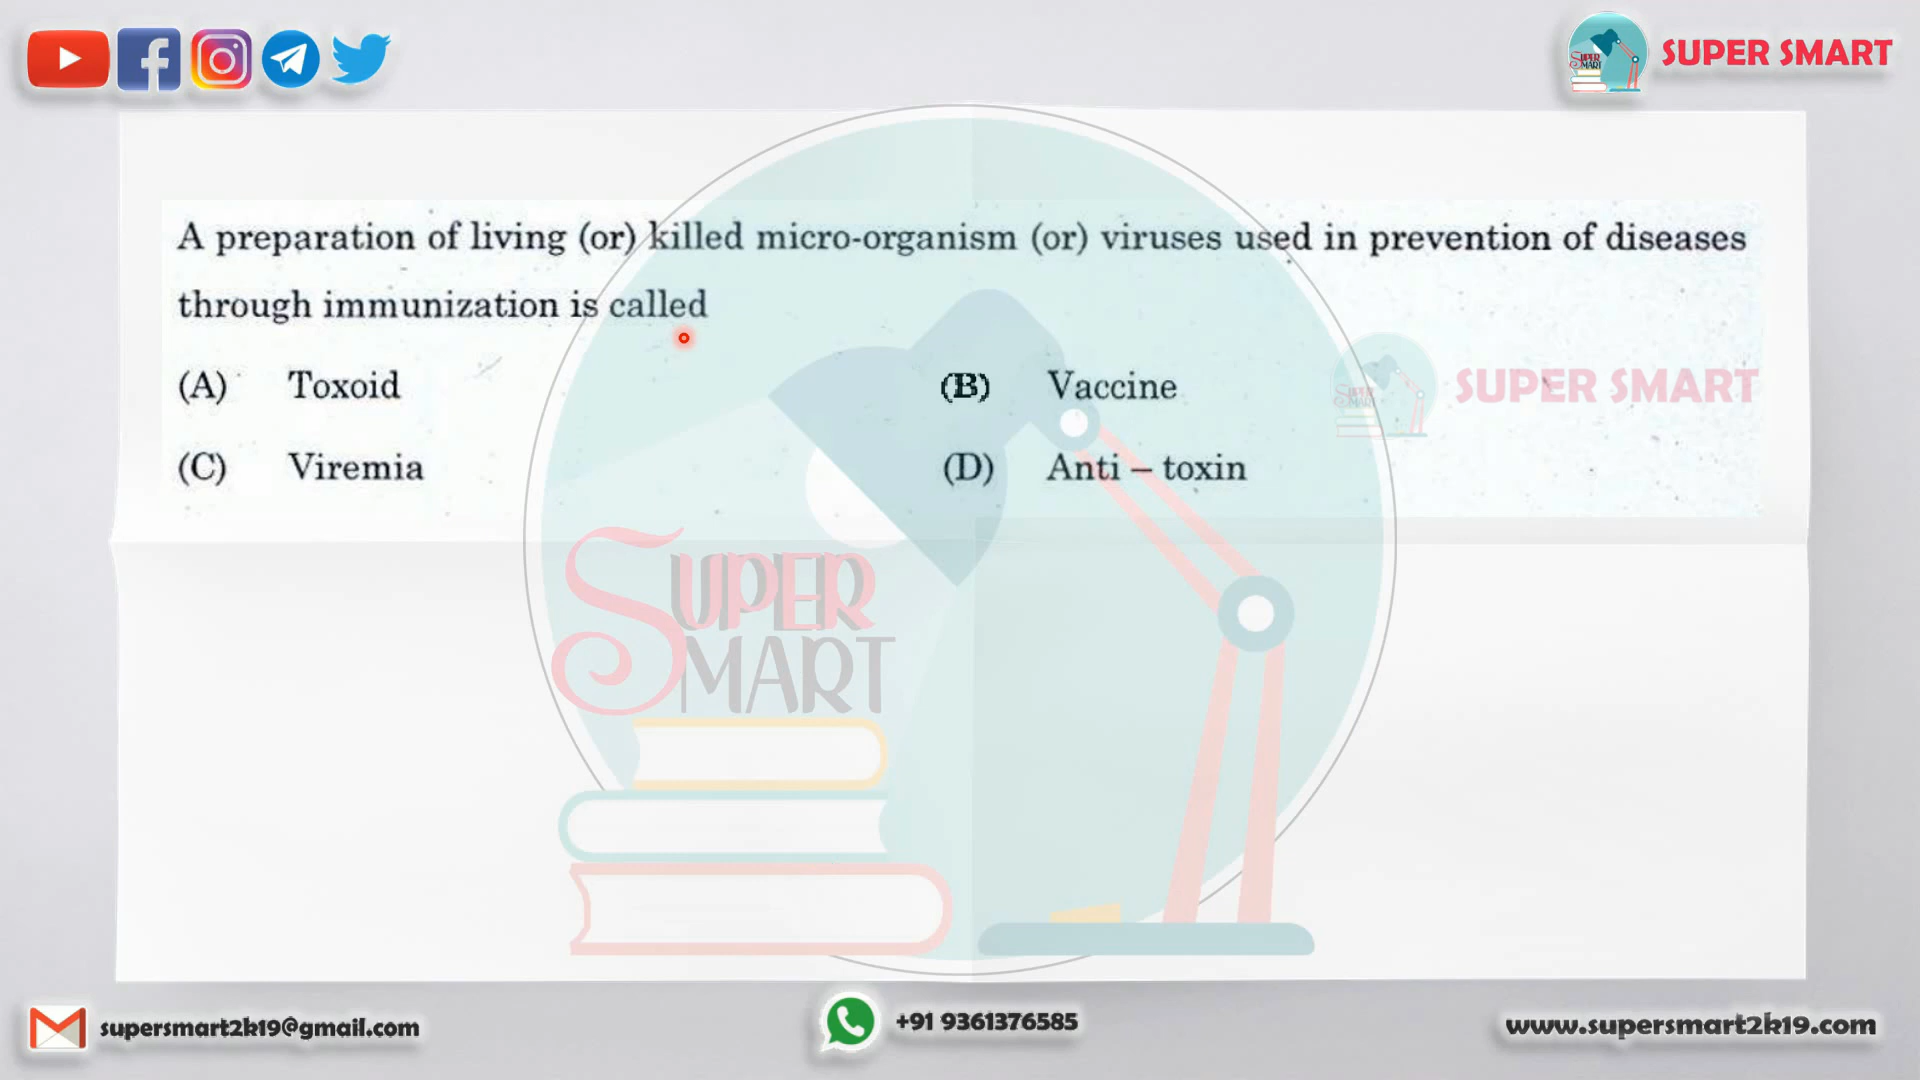 SUPER SMART
A preparation of living (or) killed micro-organism (or) viruses used in prevention of diseases
through immunization is called
(A) Toxoid
(B) Vaccine
(C) Viremia
(D) Anti – toxin
SUPER SMART
SUPER
SMART
supersmart2k19@gmail.com
+91 9361376585
www.supersmart2k19.com